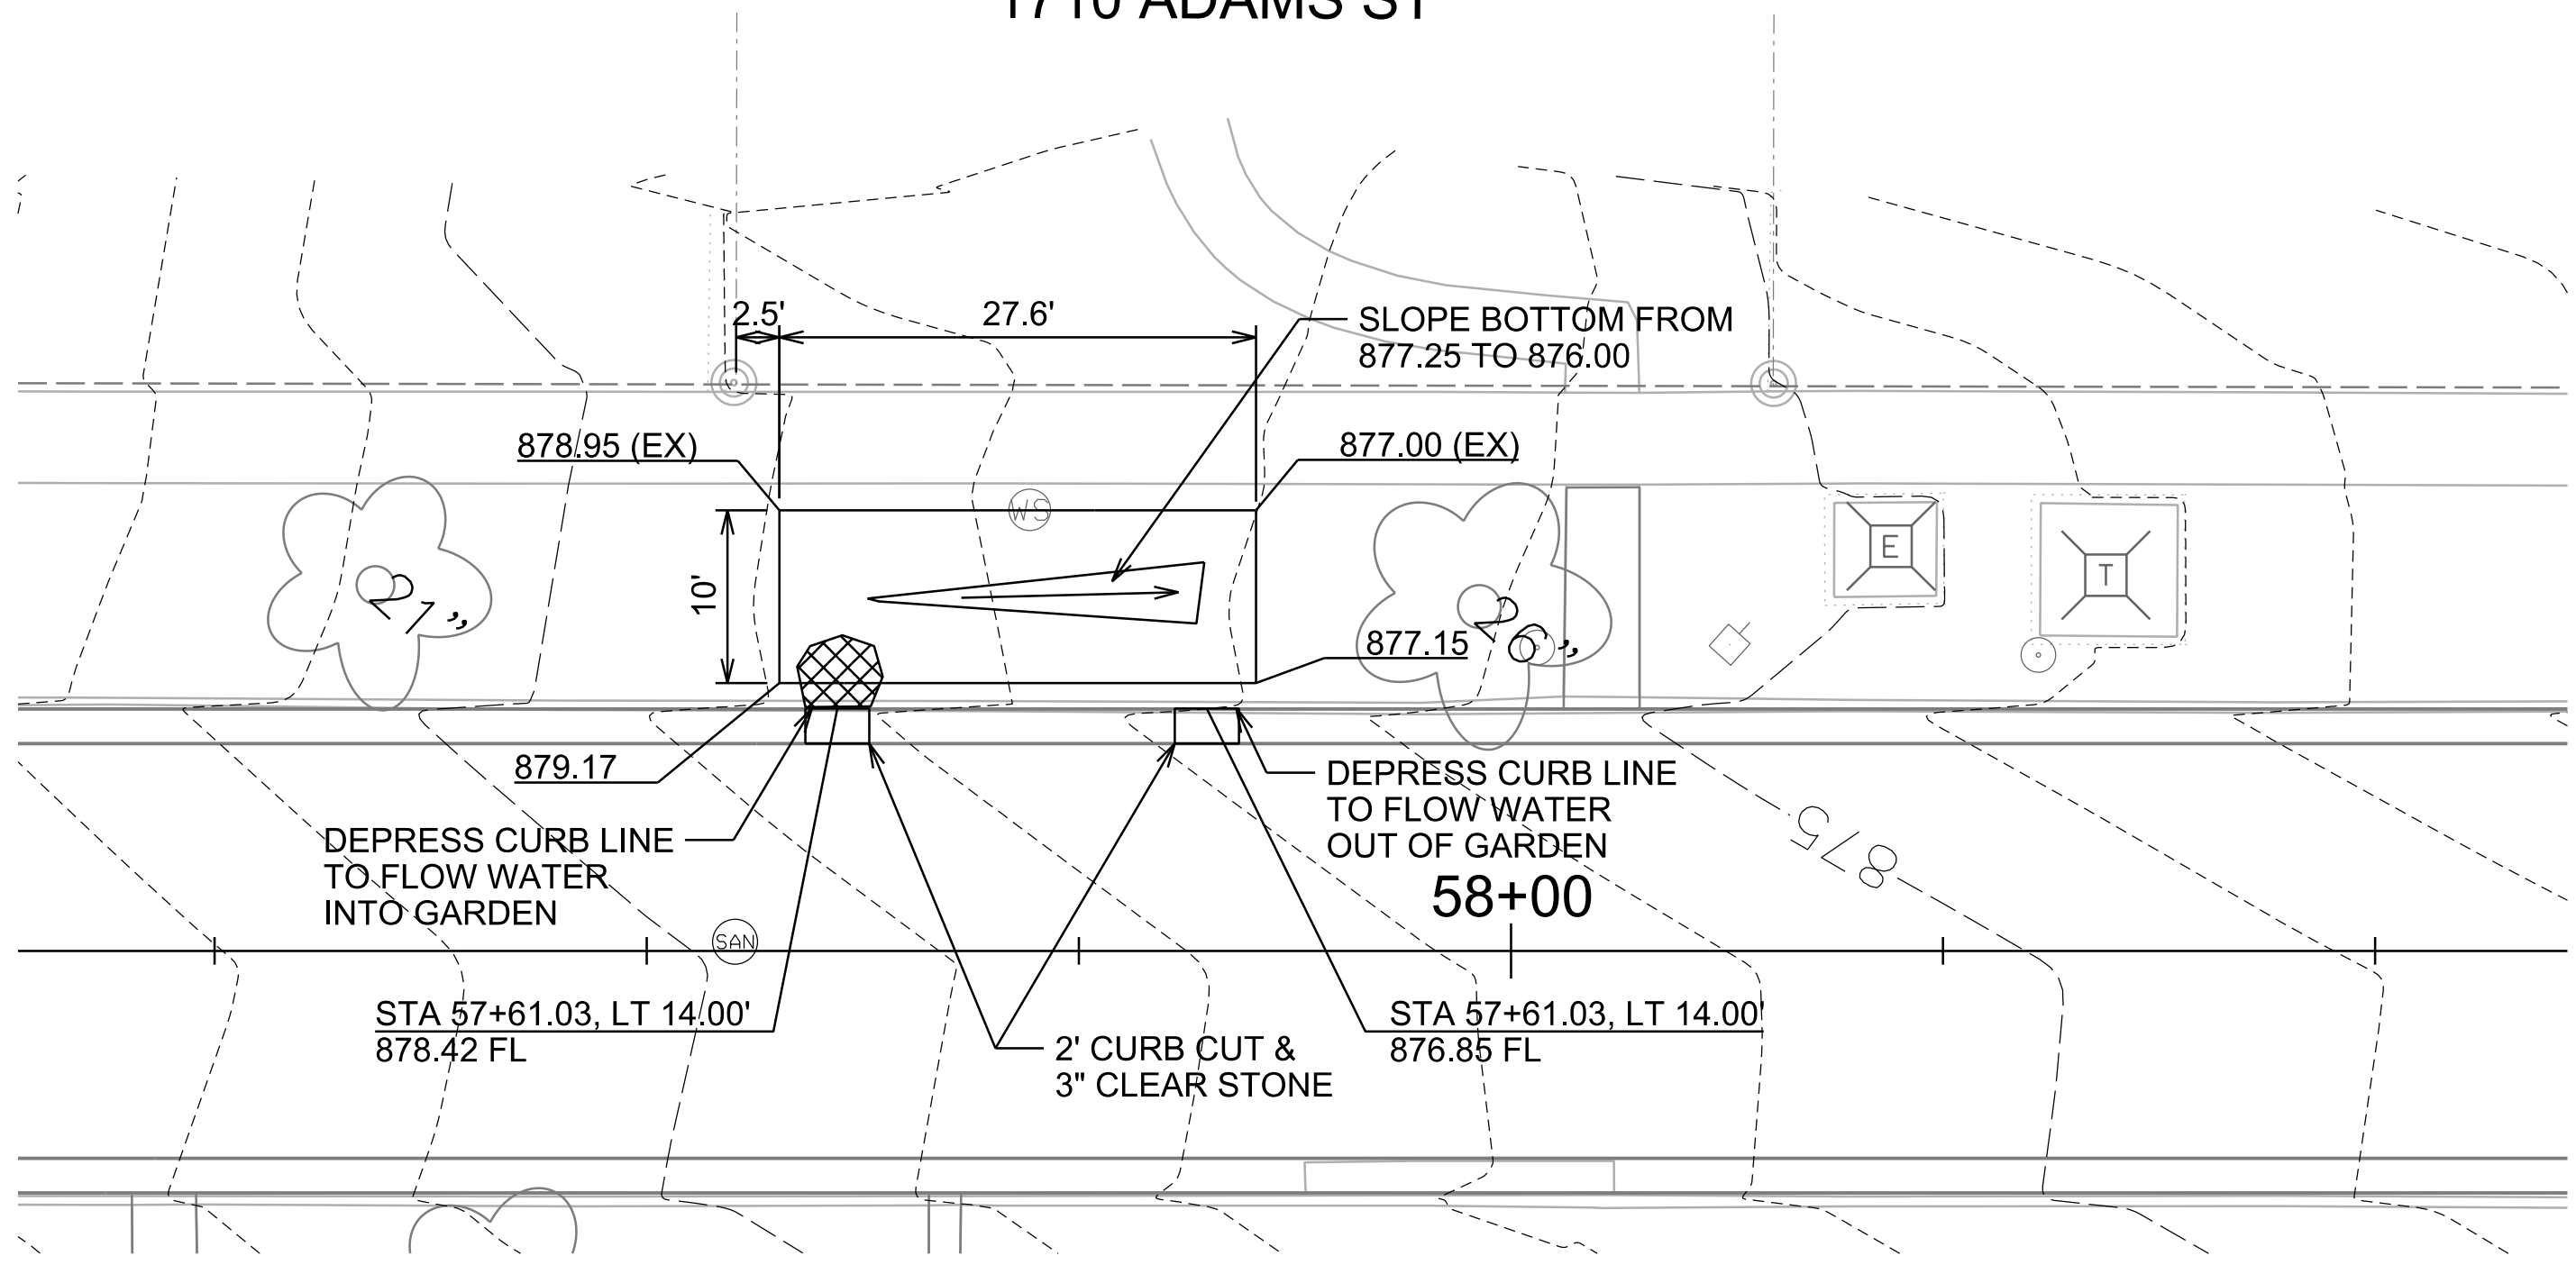 1710 ADAMS ST
2.5'
27.6'
SLOPE BOTTOM FROM
877.25 TO 876.00
878.95 (EX)
877.00 (EX)
WS
E
T
10'
21"
26"
877.15
879.17
DEPRESS CURB LINE
TO FLOW WATER
INTO GARDEN
DEPRESS CURB LINE
TO FLOW WATER
OUT OF GARDEN
875
58+00
SAN
STA 57+61.03, LT 14.00'
878.42 FL
2' CURB CUT &
3" CLEAR STONE
STA 57+61.03, LT 14.00'
876.85 FL